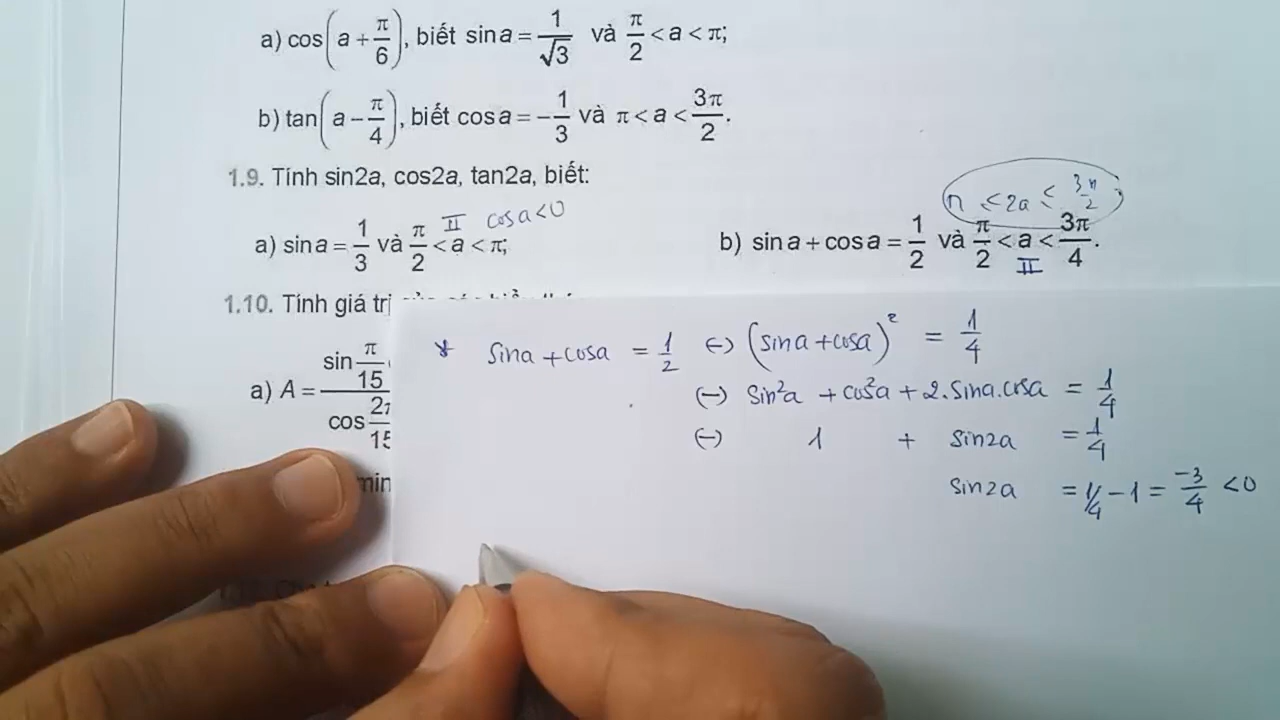 a) cos(a + π/6), biết sin a = 1/√3 và π/2 < a < π;
b) tan(a − π/4), biết cos a = −1/3 và π < a < 3π/2.
1.9. Tính sin2a, cos2a, tan2a, biết:
II cosa < 0
a) sin a = 1/3 và π/2 < a < π;
π < 2a < 3π/2
b) sin a + cos a = 1/2 và π/2 < a < 3π/4.
II
1.10. Tính giá trị
* sina + cosa = 1/2 (-) (sina + cosa)² = 1/4
(-) sin²a + cos²a + 2.sina.cosa = 1/4
(-) 1 + sin2a = 1/4
sin2a = 1/4 − 1 = −3/4 < 0
a) A = sin π/15
cos 2π/15
min